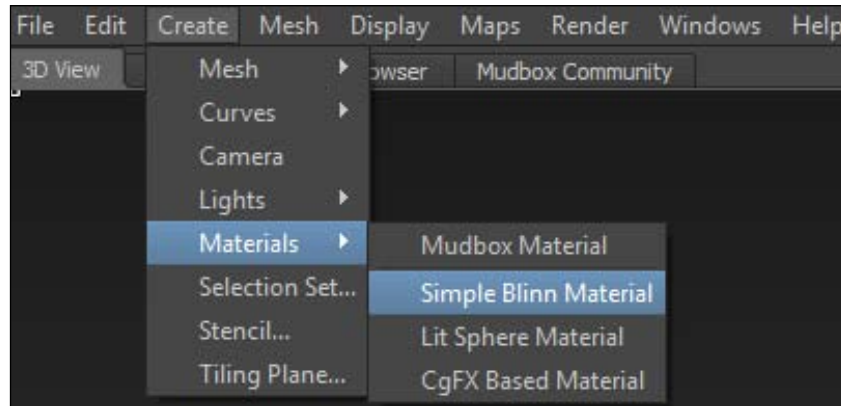 File Edit Create Mesh Display Maps Render Windows Help
3D View owser Mudbox Community
Mesh
Curves
Camera
Lights
Materials
Selection Set...
Stencil...
Tiling Plane...
Mudbox Material
Simple Blinn Material
Lit Sphere Material
CgFX Based Material